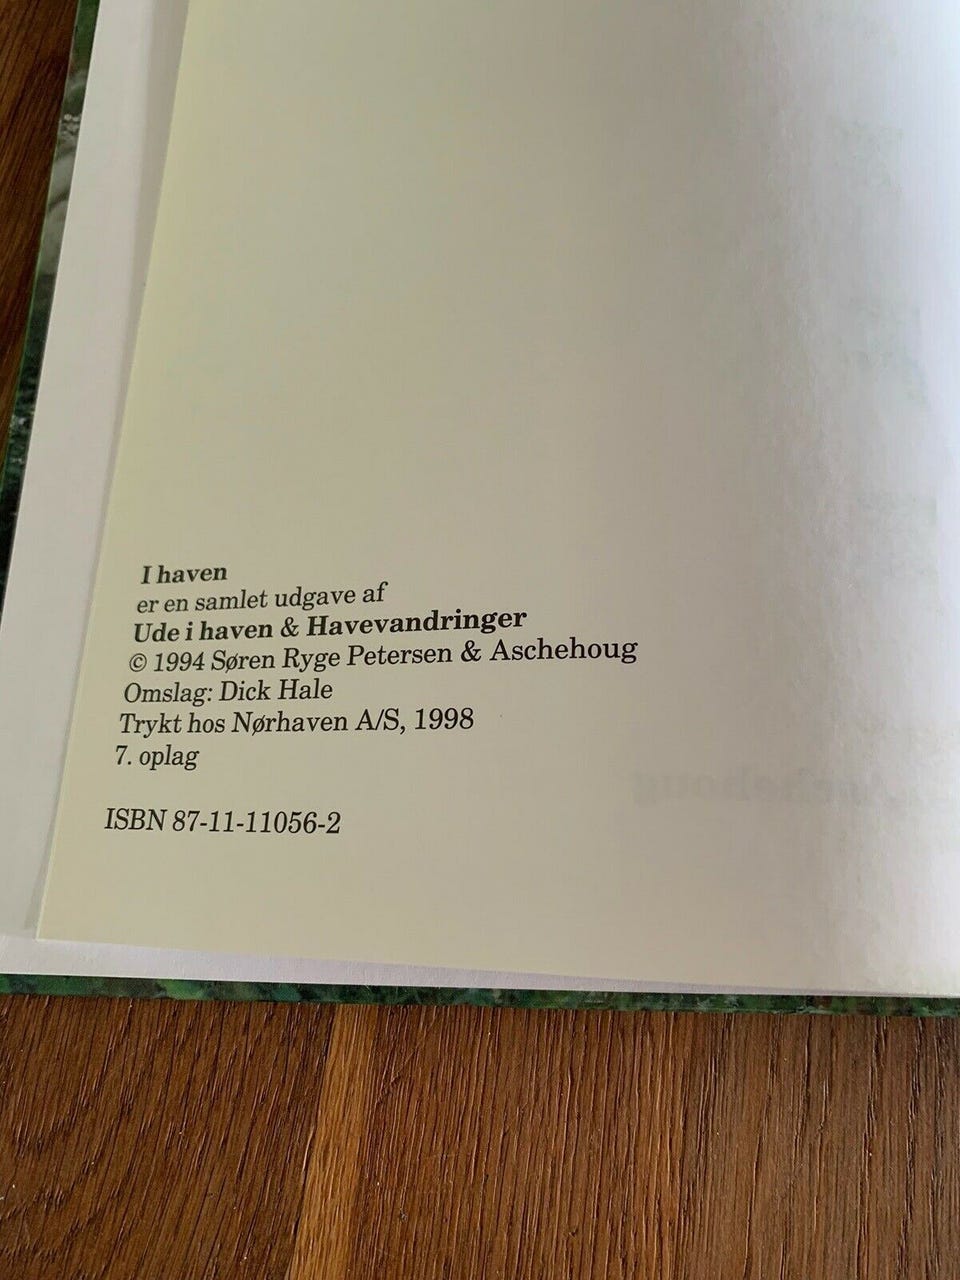 I haven
er en samlet udgave af
Ude i haven & Havevandringer
© 1994 Søren Ryge Petersen & Aschehoug
Omslag: Dick Hale
Trykt hos Nørhaven A/S, 1998
7. oplag
ISBN 87-11-11056-2